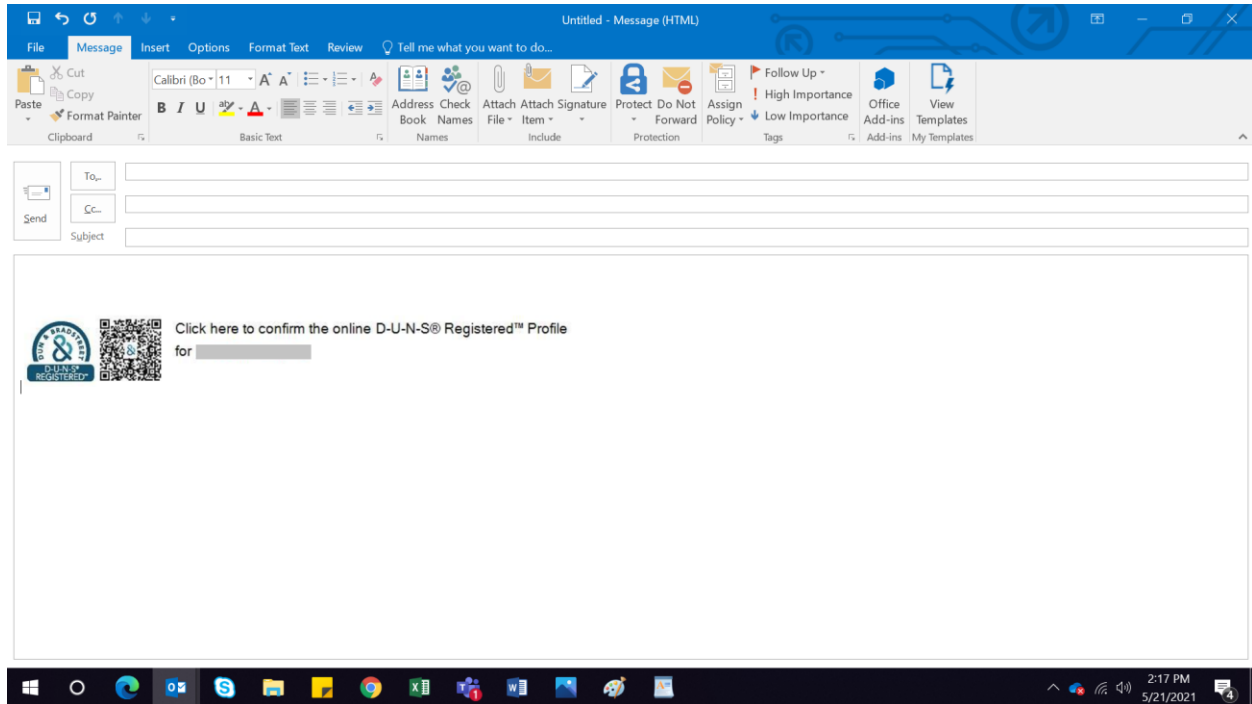 Untitled - Message (HTML)
File Message Insert Options Format Text Review Tell me what you want to do...
Paste
Cut
Copy
Format Painter
Clipboard
Calibri (Bo 11
B I U
Basic Text
Address Book
Check Names
Names
Attach File
Attach Item
Signature
Include
Protect
Do Not Forward
Protection
Assign Policy
Follow Up
High Importance
Low Importance
Tags
Office Add-ins
Add-ins
View Templates
My Templates
Send
To...
Cc...
Subject
DUN & BRADSTREET
&
D-U-N-S®
REGISTERED™
Click here to confirm the online D-U-N-S® Registered™ Profile
for
2:17 PM
5/21/2021
4